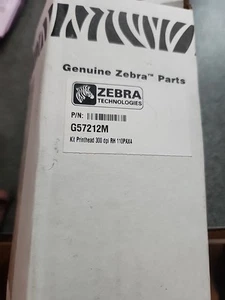 Genuine Zebra™ Parts
ZEBRA
TECHNOLOGIES
P/N:
G57212M
Kit Printhead 300 dpi RH 110PAX4